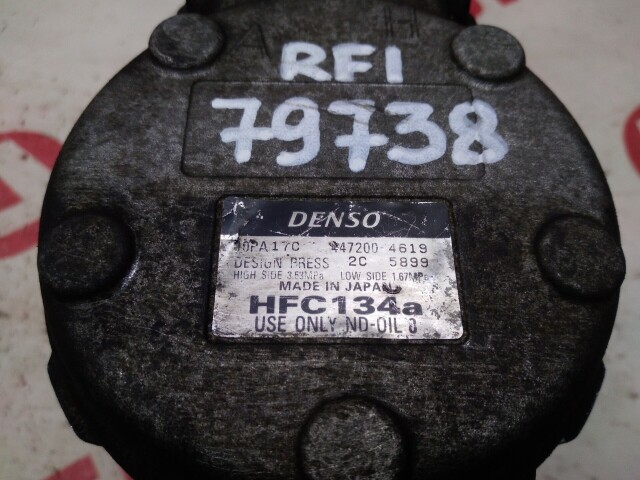 RF1
79738
DENSO
10PA17C 447200-4619
DESIGN PRESS 2C 5899
HIGH SIDE 3.53MPa LOW SIDE 1.67MPa
MADE IN JAPAN
HFC134a
USE ONLY ND-OIL 8